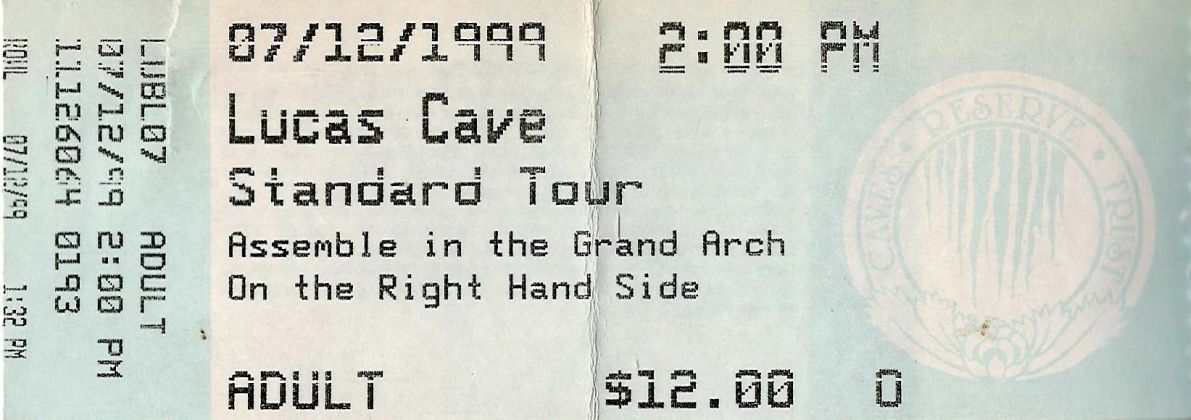 07/12/1999 2:00 PM
Lucas Cave
Standard Tour
Assemble in the Grand Arch
On the Right Hand Side
ADULT $12.00 0
CAVES RESERVE TRUST
LUBL07 ADULT
07/12/99 2:00 PM
11126064 0193
07/12/99 1:32 PM